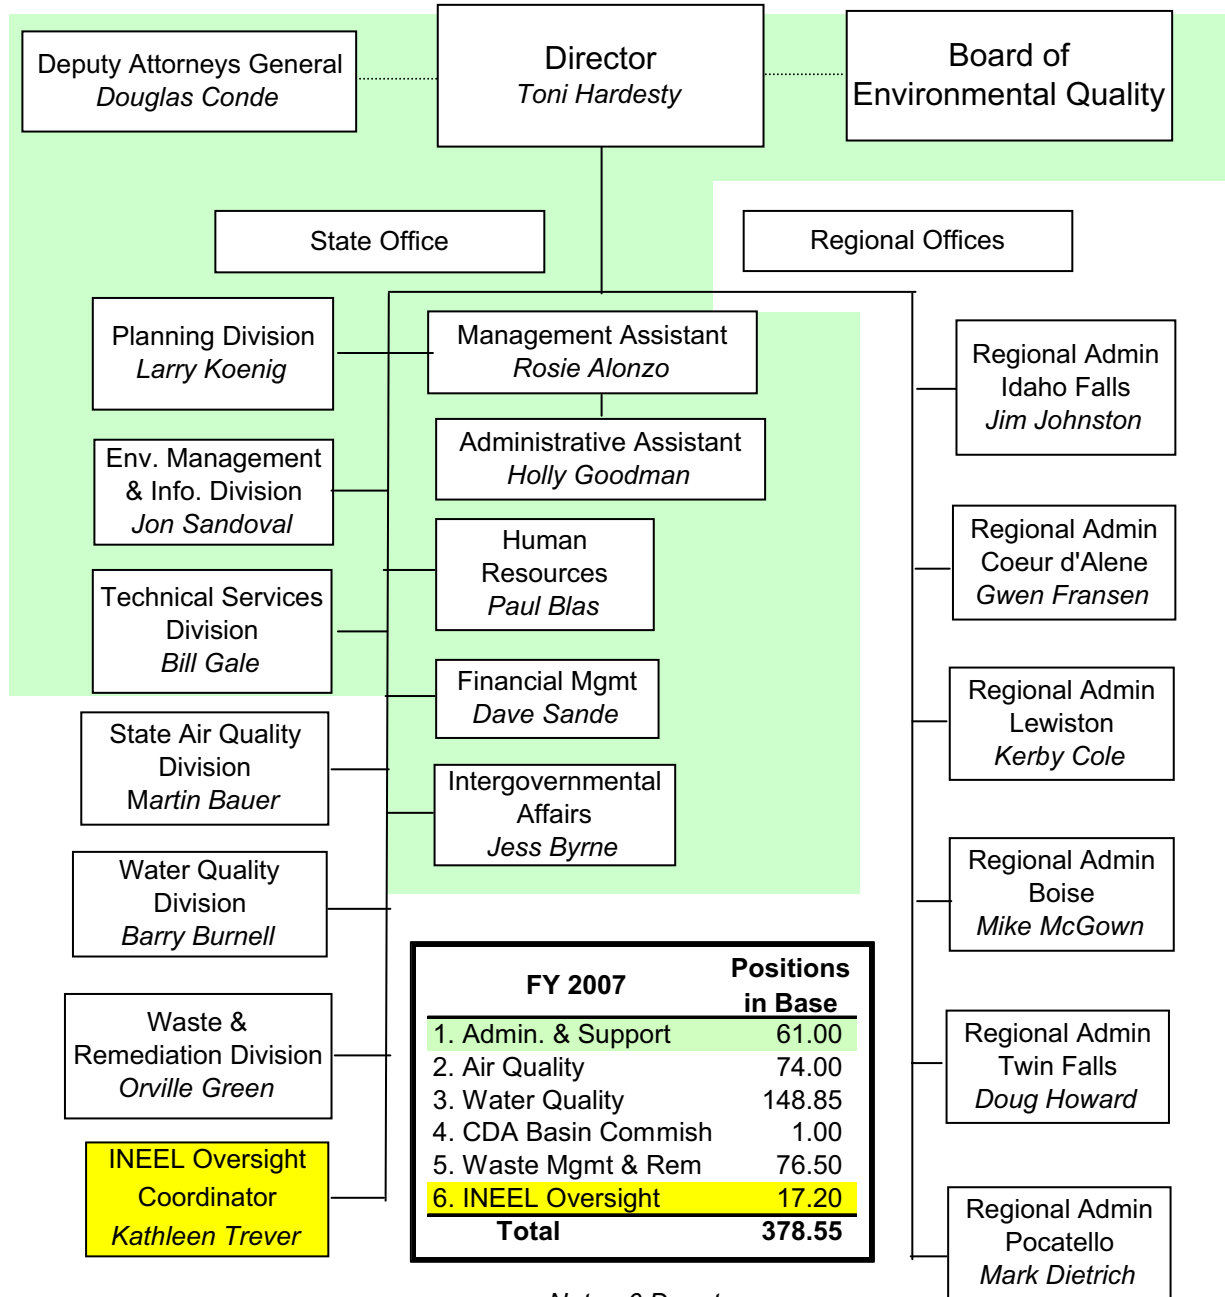 Deputy Attorneys General
Douglas Conde
Director
Toni Hardesty
Board of
Environmental Quality
State Office
Regional Offices
Planning Division
Larry Koenig
Management Assistant
Rosie Alonzo
Administrative Assistant
Holly Goodman
Env. Management
& Info. Division
Jon Sandoval
Human
Resources
Paul Blas
Technical Services
Division
Bill Gale
Financial Mgmt
Dave Sande
State Air Quality
Division
Martin Bauer
Intergovernmental
Affairs
Jess Byrne
Water Quality
Division
Barry Burnell
Waste &
Remediation Division
Orville Green
INEEL Oversight
Coordinator
Kathleen Trever
Regional Admin
Idaho Falls
Jim Johnston
Regional Admin
Coeur d'Alene
Gwen Fransen
Regional Admin
Lewiston
Kerby Cole
Regional Admin
Boise
Mike McGown
Regional Admin
Twin Falls
Doug Howard
Regional Admin
Pocatello
Mark Dietrich
FY 2007 Positions
in Base
1. Admin. & Support 61.00
2. Air Quality 74.00
3. Water Quality 148.85
4. CDA Basin Commish 1.00
5. Waste Mgmt & Rem 76.50
6. INEEL Oversight 17.20
Total 378.55